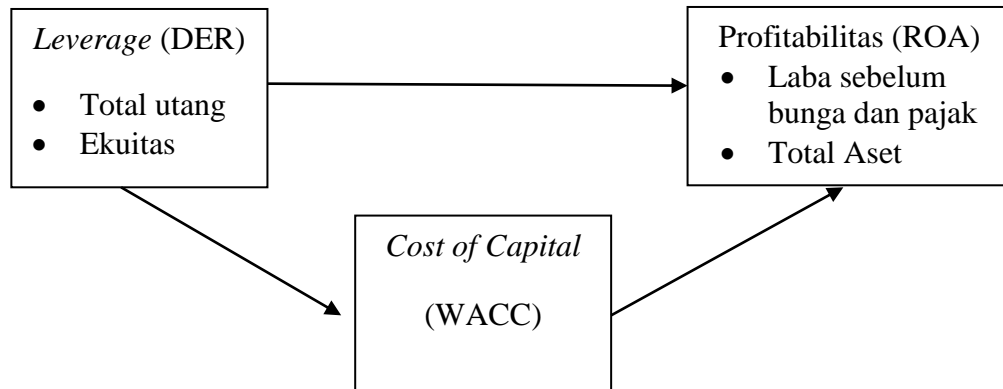 Leverage (DER)
• Total utang
• Ekuitas
Profitabilitas (ROA)
• Laba sebelum
bunga dan pajak
• Total Aset
Cost of Capital
(WACC)